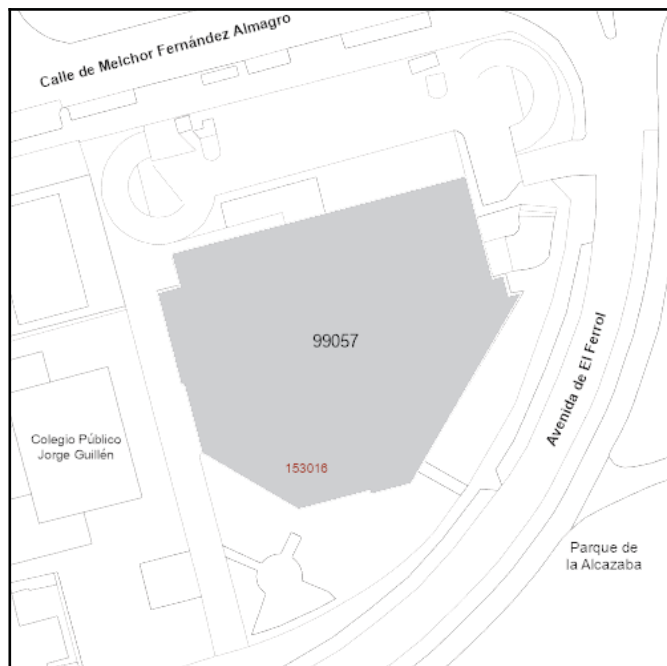 Calle de Melchor Fernández Almagro
99057
Avenida de El Ferrol
Colegio Público
Jorge Guillén
153016
Parque de
la Alcazaba